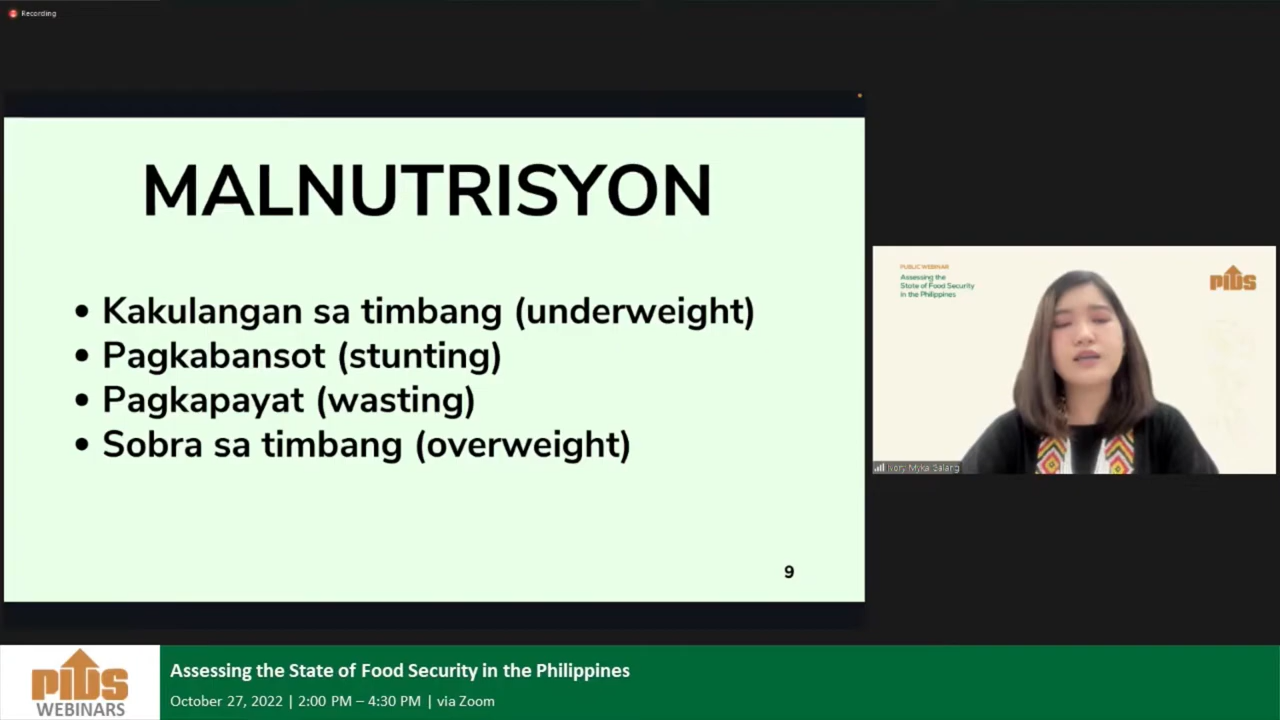 Recording
MALNUTRISYON
• Kakulangan sa timbang (underweight)
• Pagkabansot (stunting)
• Pagkapayat (wasting)
• Sobra sa timbang (overweight)
9
PUBLIC WEBINAR
Assessing the
State of Food Security
in the Philippines
PIDS
Ivory Myka Galang
PIDS
WEBINARS
Assessing the State of Food Security in the Philippines
October 27, 2022 | 2:00 PM – 4:30 PM | via Zoom